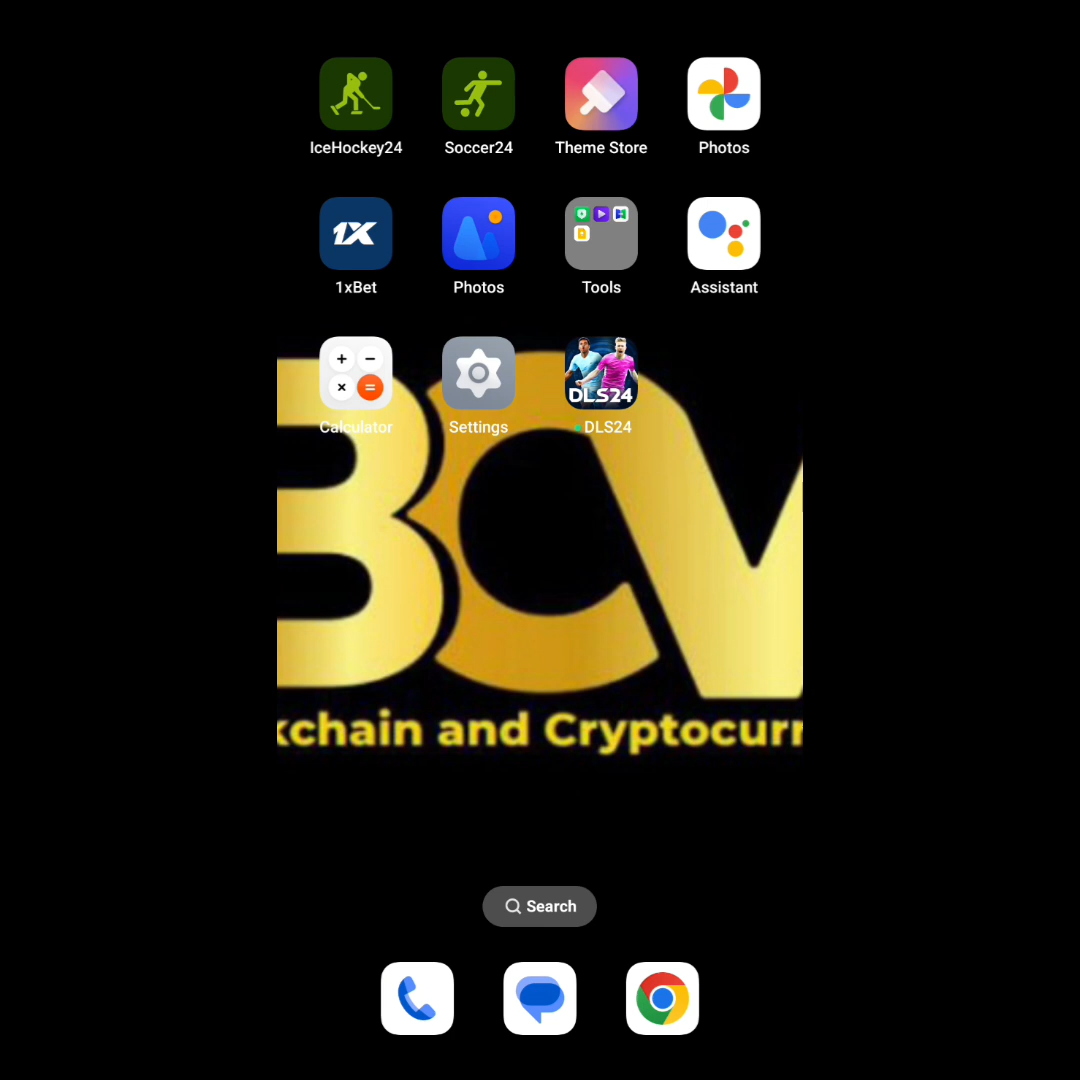 IceHockey24
Soccer24
Theme Store
Photos
1X
1xBet
Photos
Tools
Assistant
Calculator
Settings
DLS24
DLS24
BCV
kchain and Cryptocurr
Search